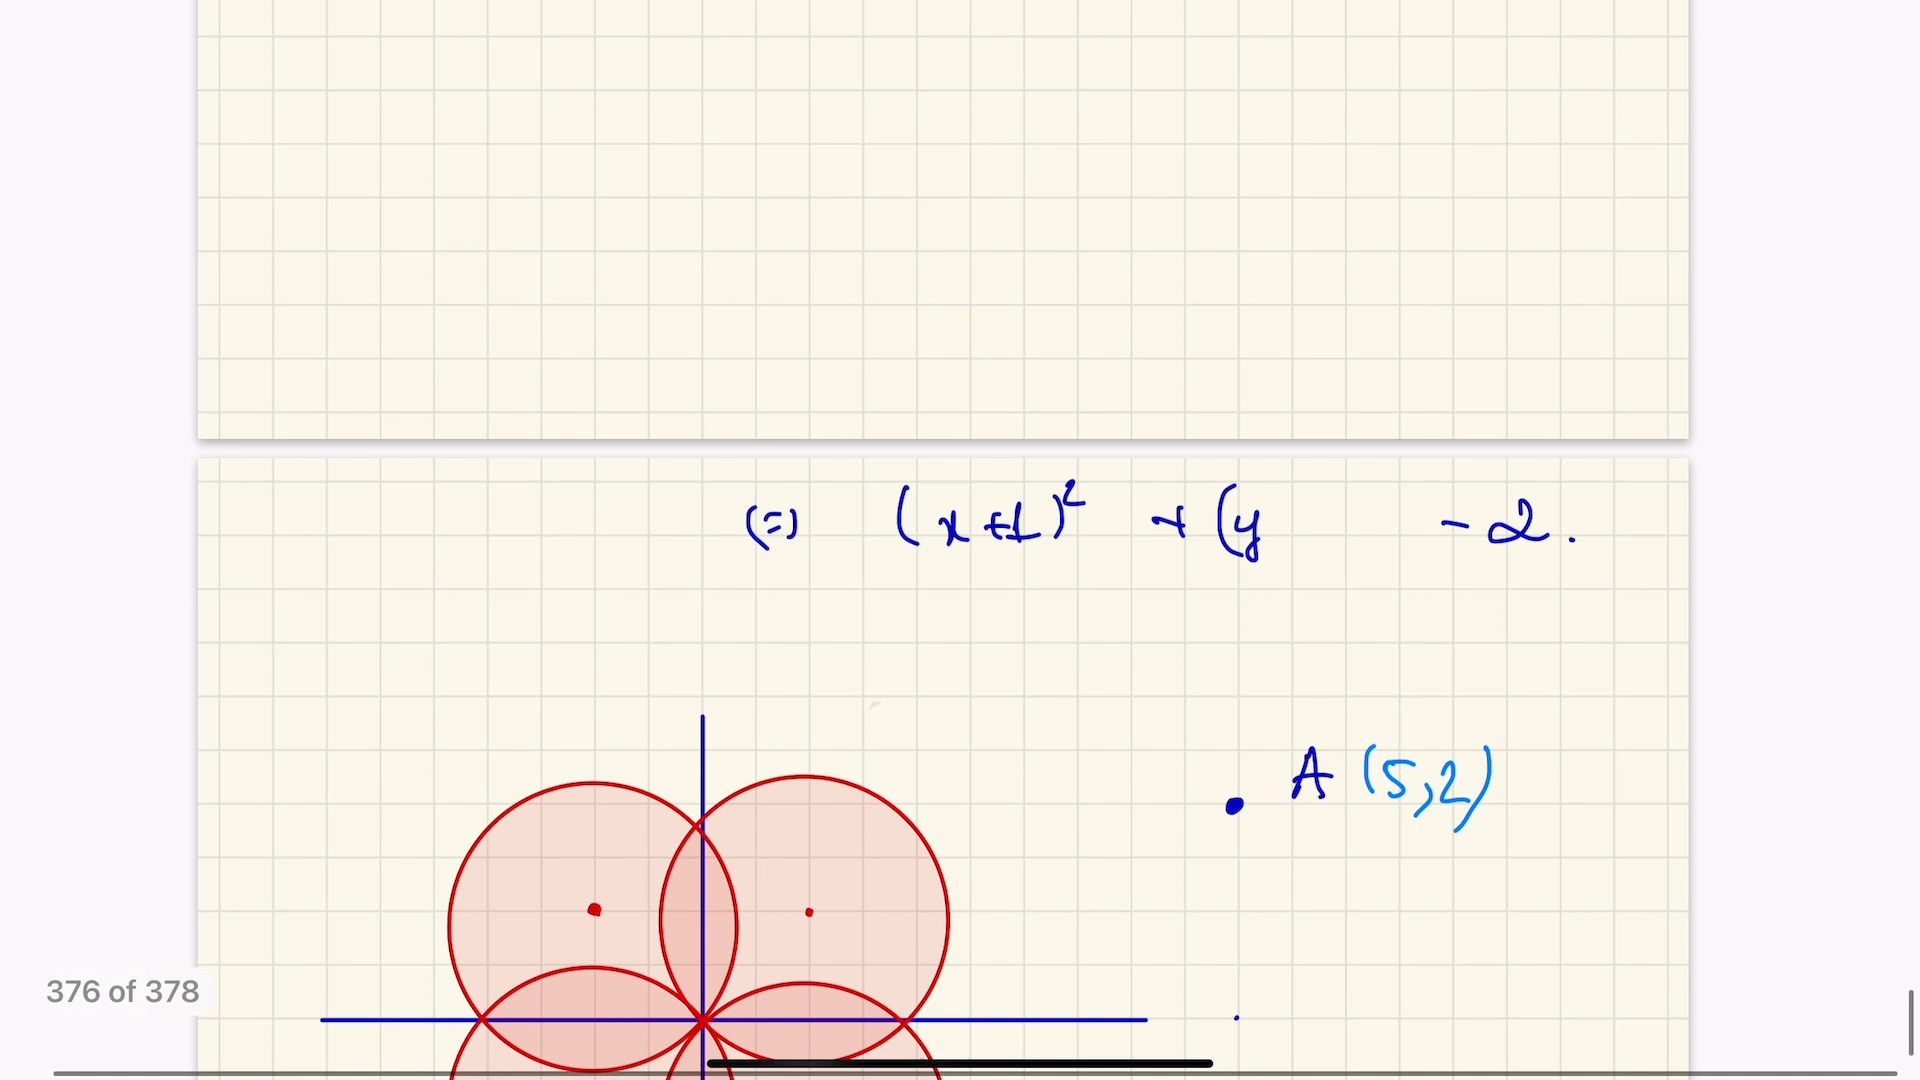 (=) (x+1)² + (y - 2.
A (5,2)
376 of 378